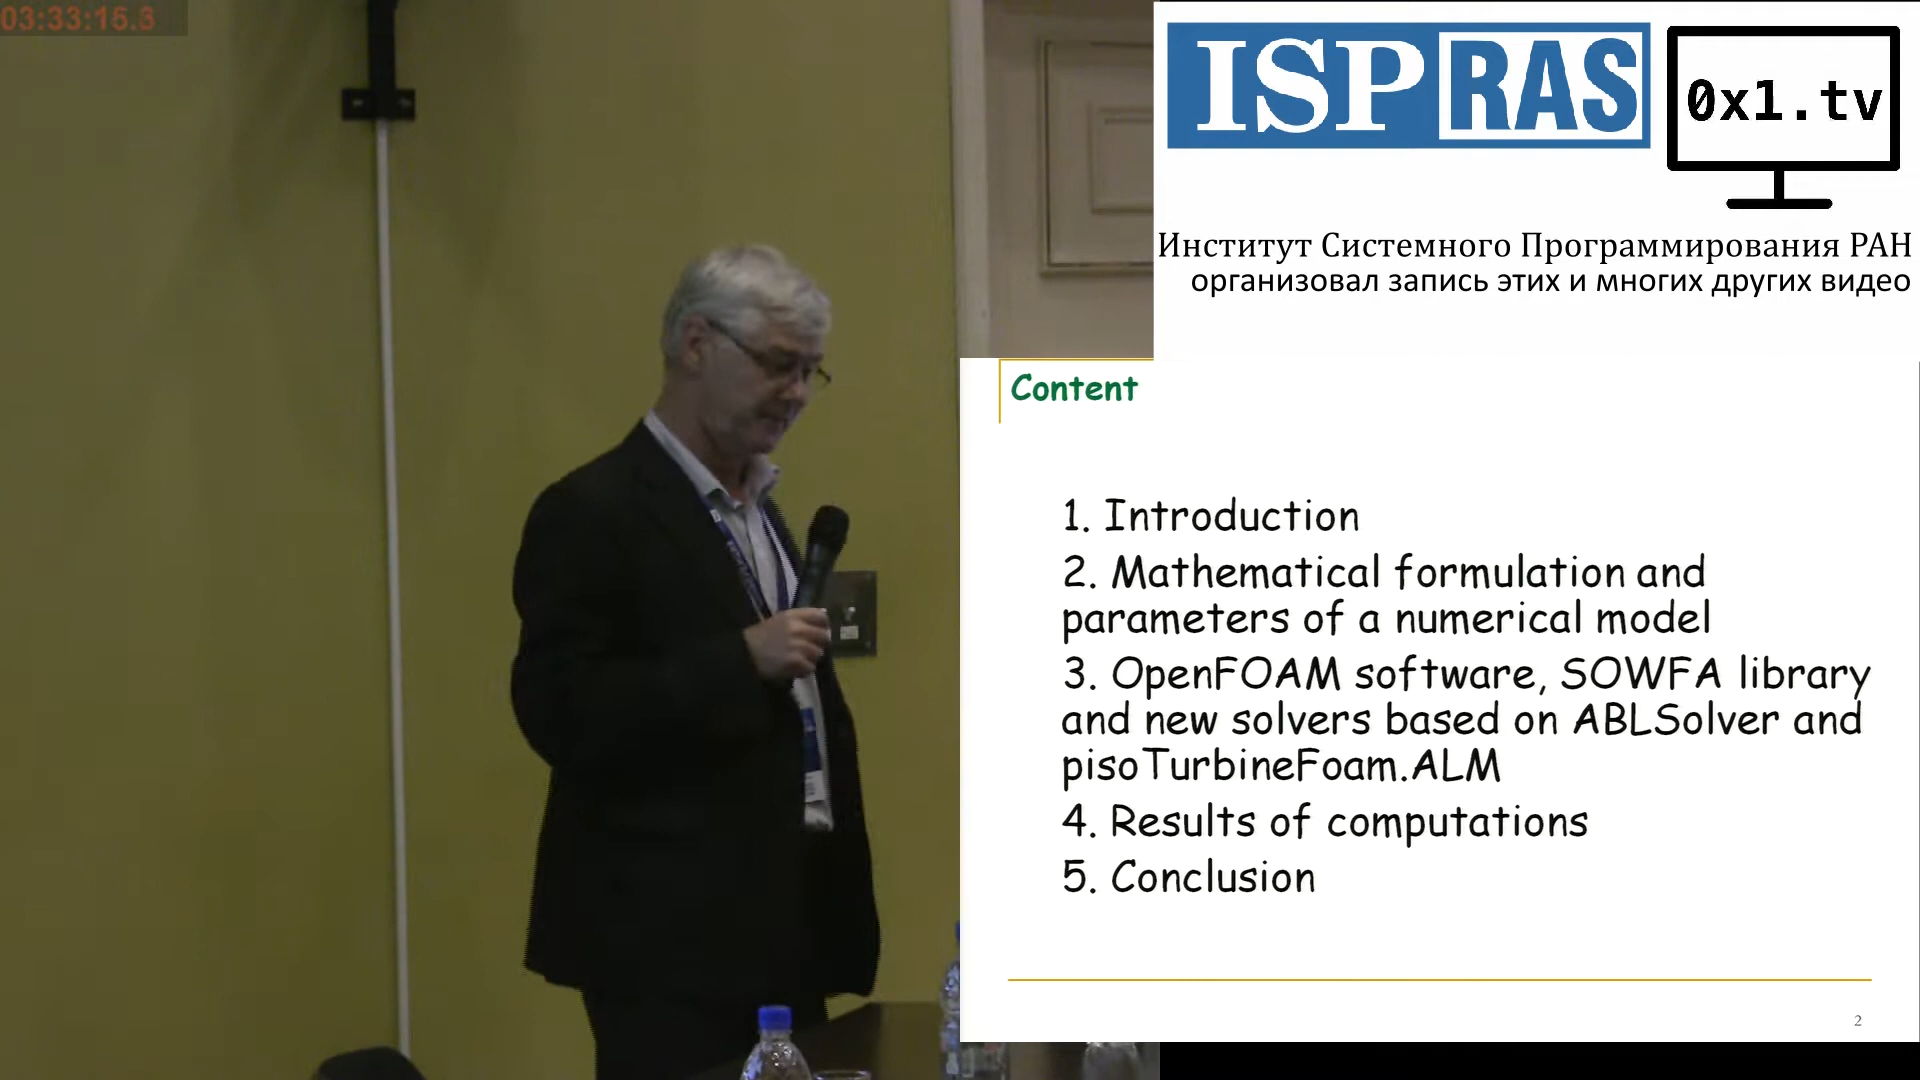 03:33:15.3
ISP RAS
0x1.tv
Институт Системного Программирования РАН
организовал запись этих и многих других видео
Content
1. Introduction
2. Mathematical formulation and
parameters of a numerical model
3. OpenFOAM software, SOWFA library
and new solvers based on ABLSolver and
pisoTurbineFoam.ALM
4. Results of computations
5. Conclusion
2